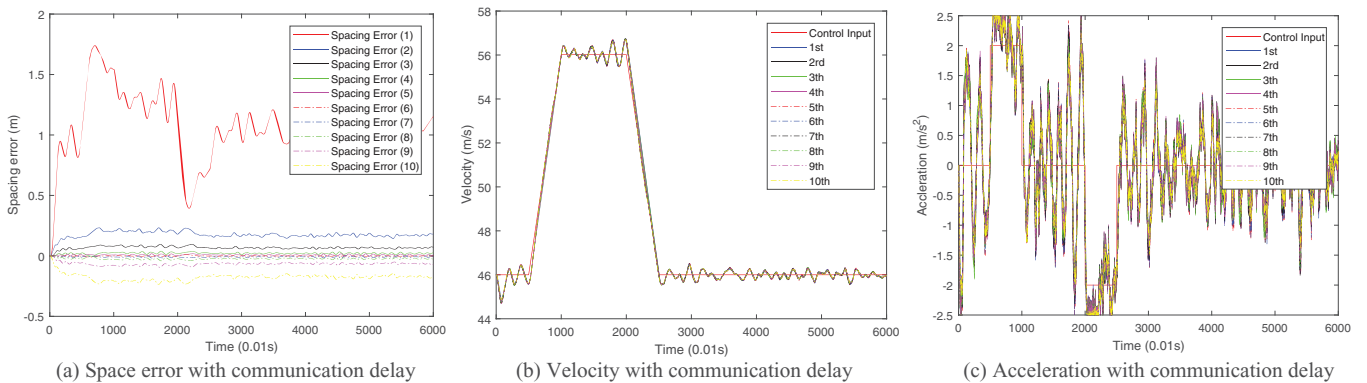 2
1.5
1
0.5
0
-0.5
Spacing error (m)
0 1000 2000 3000 4000 5000 6000
Time (0.01s)
Spacing Error (1)
Spacing Error (2)
Spacing Error (3)
Spacing Error (4)
Spacing Error (5)
Spacing Error (6)
Spacing Error (7)
Spacing Error (8)
Spacing Error (9)
Spacing Error (10)
(a) Space error with communication delay
58
56
54
52
50
48
46
44
Velocity (m/s)
0 1000 2000 3000 4000 5000 6000
Time (0.01s)
Control Input
1st
2rd
3th
4th
5th
6th
7th
8th
9th
10th
(b) Velocity with communication delay
2.5
2
1.5
1
0.5
0
-0.5
-1
-1.5
-2
-2.5
Accleration (m/s²)
0 1000 2000 3000 4000 5000 6000
Time (0.01s)
Control Input
1st
2rd
3th
4th
5th
6th
7th
8th
9th
10th
(c) Acceleration with communication delay